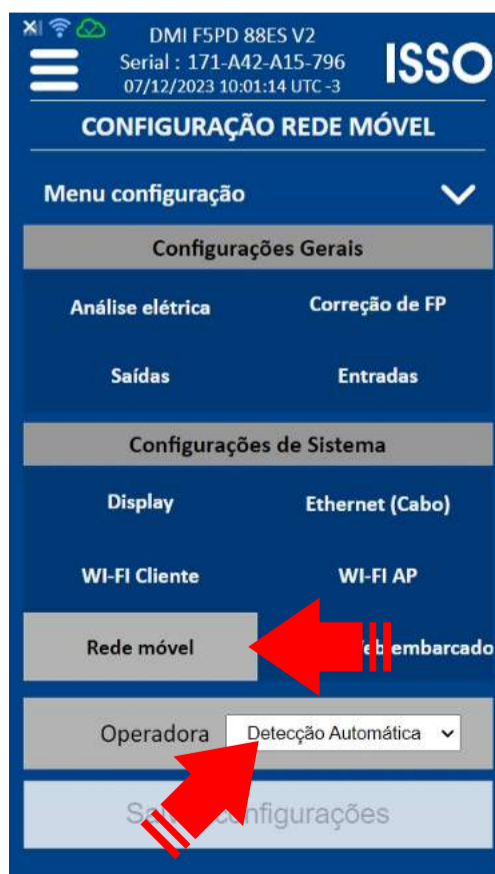 DMI F5PD 88ES V2
Serial : 171-A42-A15-796
07/12/2023 10:01:14 UTC -3
ISSO
CONFIGURAÇÃO REDE MÓVEL
Menu configuração
Configurações Gerais
Análise elétrica Correção de FP
Saídas Entradas
Configurações de Sistema
Display Ethernet (Cabo)
WI-FI Cliente WI-FI AP
Rede móvel embarcado
Operadora Detecção Automática
configurações